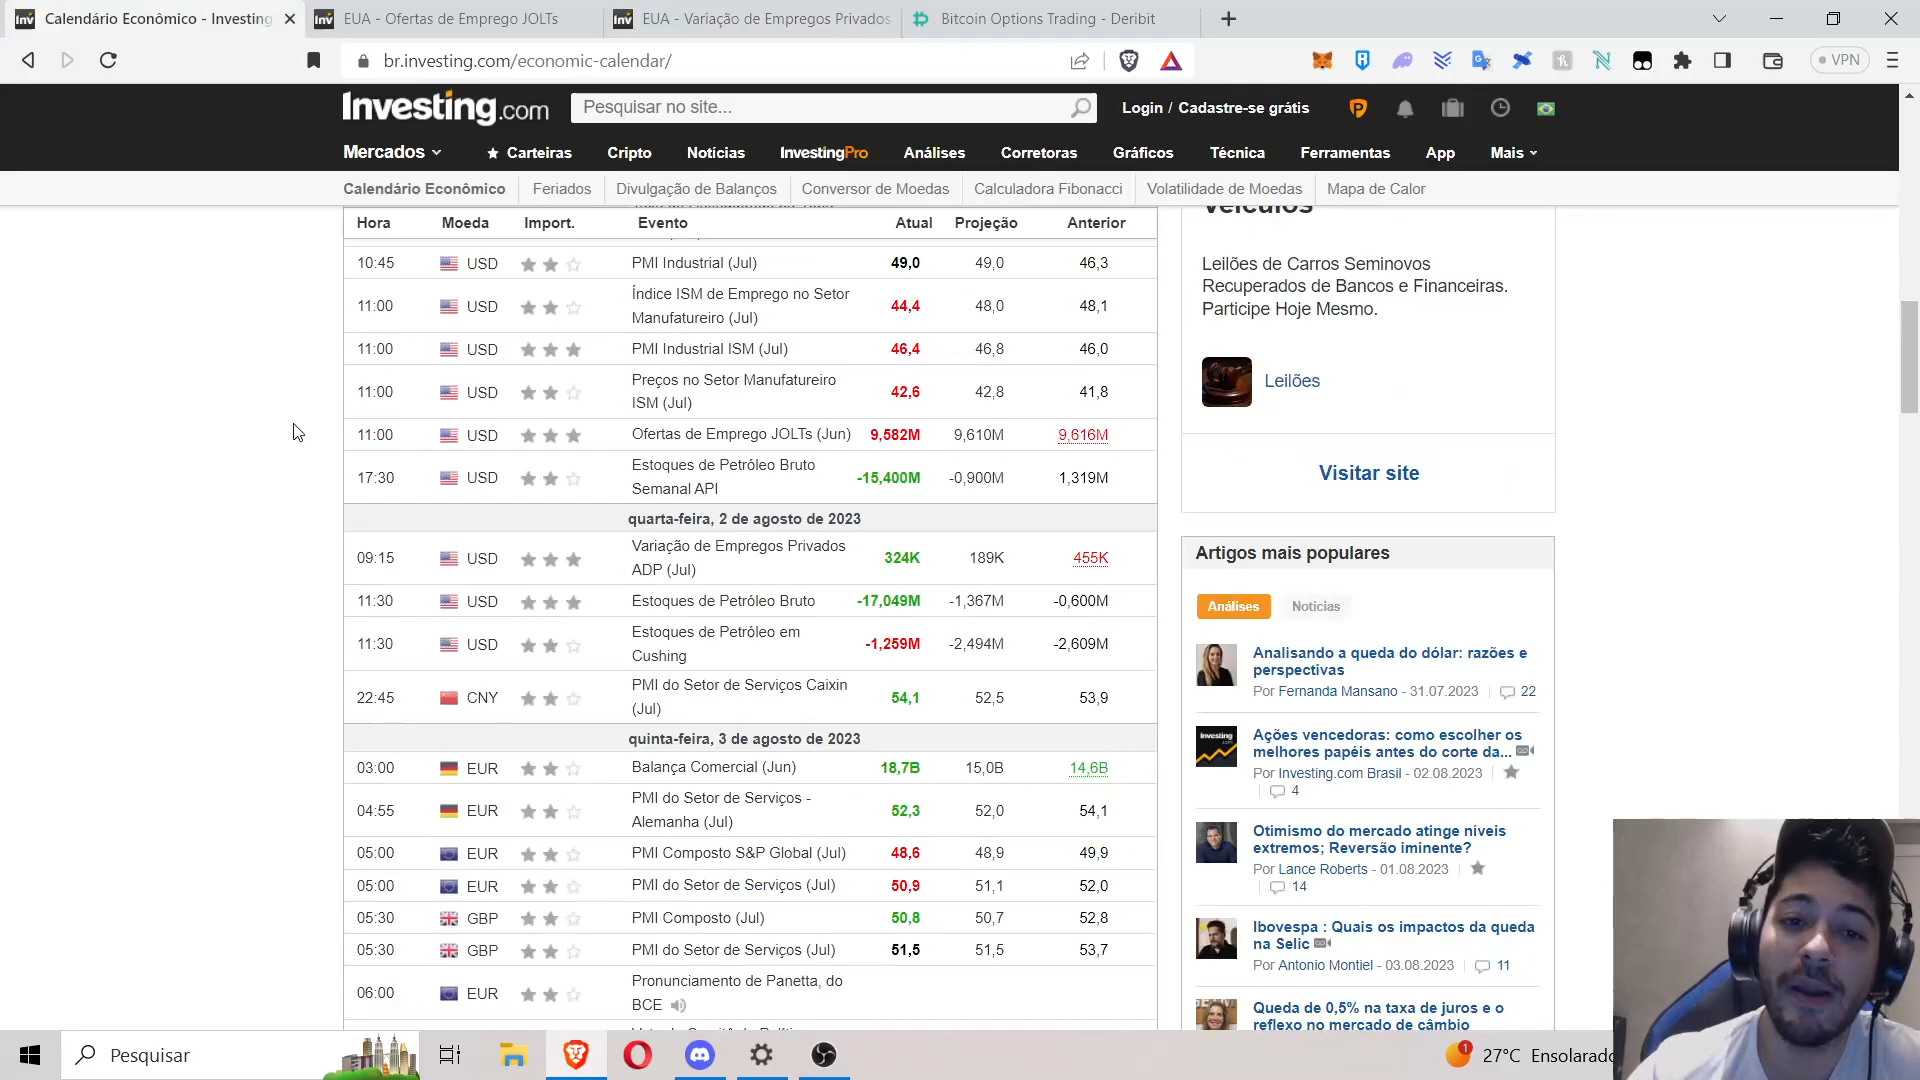 Calendário Econômico - Investing
EUA - Ofertas de Emprego JOLTs
EUA - Variação de Empregos Privados
Bitcoin Options Trading - Deribit
br.investing.com/economic-calendar/
VPN
Investing.com
Pesquisar no site...
Login / Cadastre-se grátis
Mercados
Carteiras
Cripto
Notícias
InvestingPro
Análises
Corretoras
Gráficos
Técnica
Ferramentas
App
Mais
Calendário Econômico
Feriados
Divulgação de Balanços
Conversor de Moedas
Calculadora Fibonacci
Volatilidade de Moedas
Mapa de Calor
Hora Moeda Import. Evento Atual Projeção Anterior
10:45 USD PMI Industrial (Jul) 49,0 49,0 46,3
11:00 USD Índice ISM de Emprego no Setor
Manufatureiro (Jul) 44,4 48,0 48,1
11:00 USD PMI Industrial ISM (Jul) 46,4 46,8 46,0
11:00 USD Preços no Setor Manufatureiro
ISM (Jul) 42,6 42,8 41,8
11:00 USD Ofertas de Emprego JOLTs (Jun) 9,582M 9,610M 9,616M
17:30 USD Estoques de Petróleo Bruto
Semanal API -15,400M -0,900M 1,319M
quarta-feira, 2 de agosto de 2023
09:15 USD Variação de Empregos Privados
ADP (Jul) 324K 189K 455K
11:30 USD Estoques de Petróleo Bruto -17,049M -1,367M -0,600M
11:30 USD Estoques de Petróleo em
Cushing -1,259M -2,494M -2,609M
22:45 CNY PMI do Setor de Serviços Caixin
(Jul) 54,1 52,5 53,9
quinta-feira, 3 de agosto de 2023
03:00 EUR Balança Comercial (Jun) 18,7B 15,0B 14,6B
04:55 EUR PMI do Setor de Serviços -
Alemanha (Jul) 52,3 52,0 54,1
05:00 EUR PMI Composto S&P Global (Jul) 48,6 48,9 49,9
05:00 EUR PMI do Setor de Serviços (Jul) 50,9 51,1 52,0
05:30 GBP PMI Composto (Jul) 50,8 50,7 52,8
05:30 GBP PMI do Setor de Serviços (Jul) 51,5 51,5 53,7
06:00 EUR Pronunciamento de Panetta, do
BCE
Veículos
Leilões de Carros Seminovos
Recuperados de Bancos e Financeiras.
Participe Hoje Mesmo.
Leilões
Visitar site
Artigos mais populares
Análises
Notícias
Analisando a queda do dólar: razões e
perspectivas
Por Fernanda Mansano - 31.07.2023 22
Investing
Ações vencedoras: como escolher os
melhores papéis antes do corte da...
Por Investing.com Brasil - 02.08.2023
4
Otimismo do mercado atinge níveis
extremos; Reversão iminente?
Por Lance Roberts - 01.08.2023
14
Ibovespa : Quais os impactos da queda
na Selic
Por Antonio Montiel - 03.08.2023 11
Queda de 0,5% na taxa de juros e o
reflexo no mercado de câmbio
Pesquisar
1
27°C Ensolarado